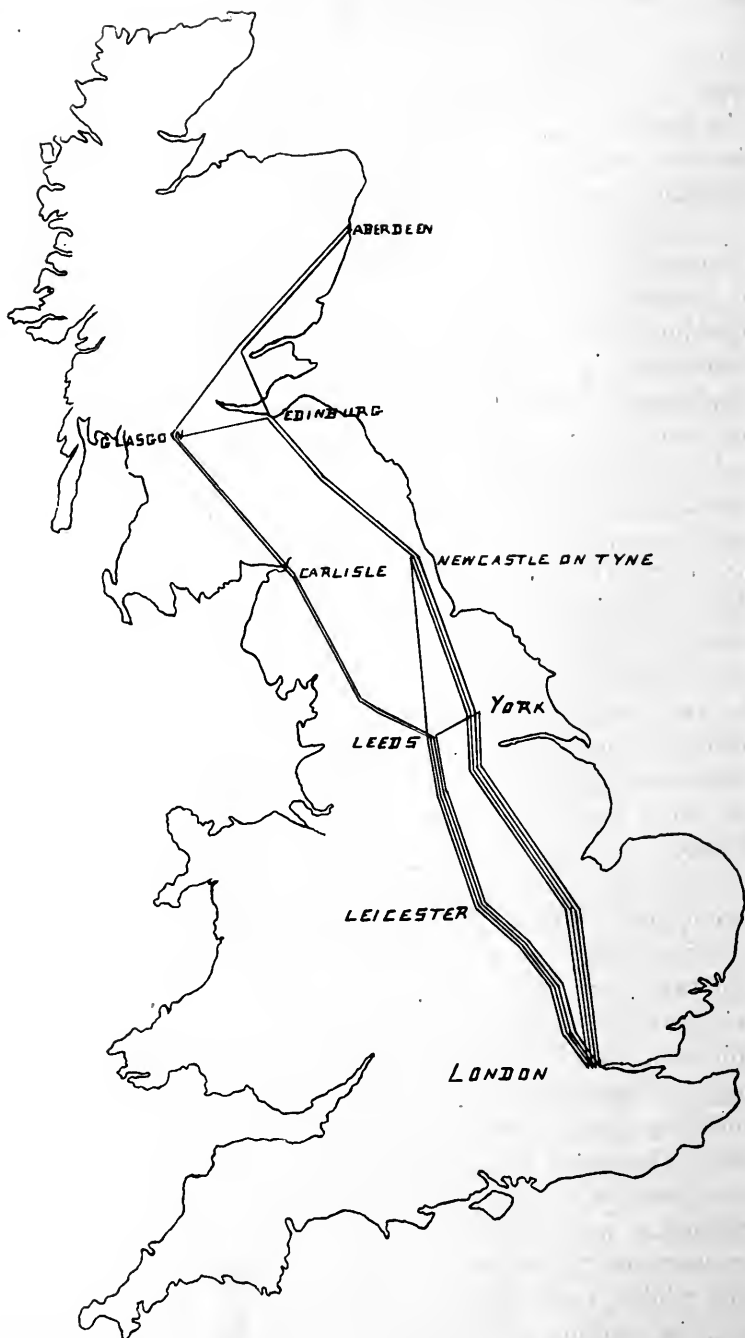 ABERDEEN
EDINBURG
GLASGOW
CARLISLE
NEWCASTLE ON TYNE
YORK
LEEDS
LEICESTER
LONDON